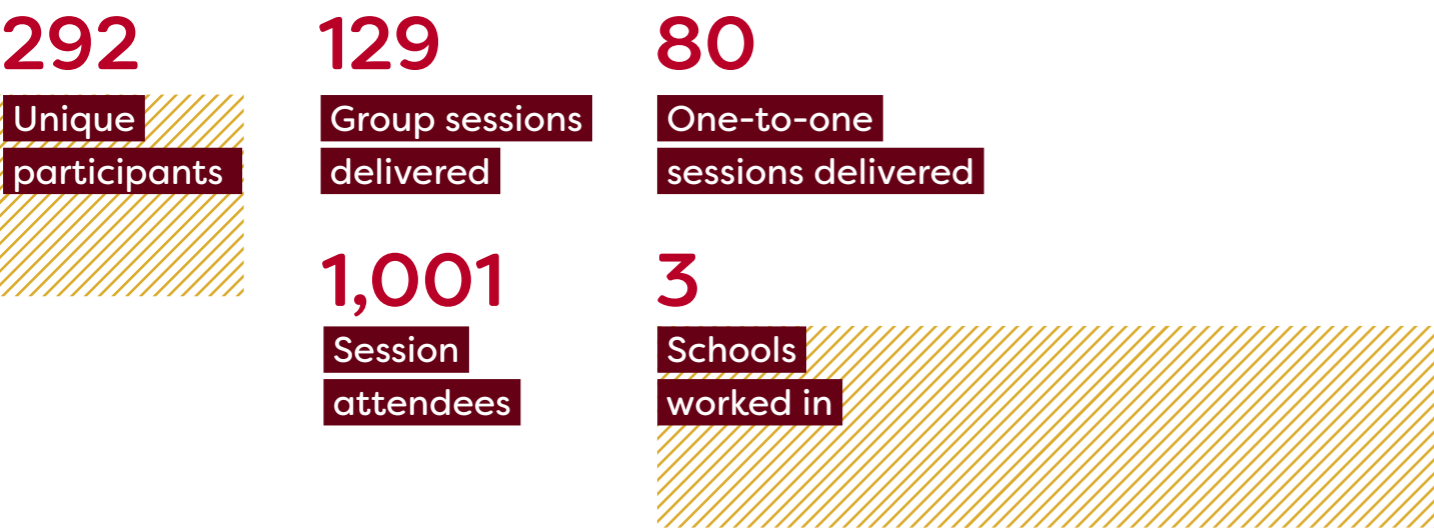 292
Unique
participants
129
Group sessions
delivered
80
One-to-one
sessions delivered
1,001
Session
attendees
3
Schools
worked in